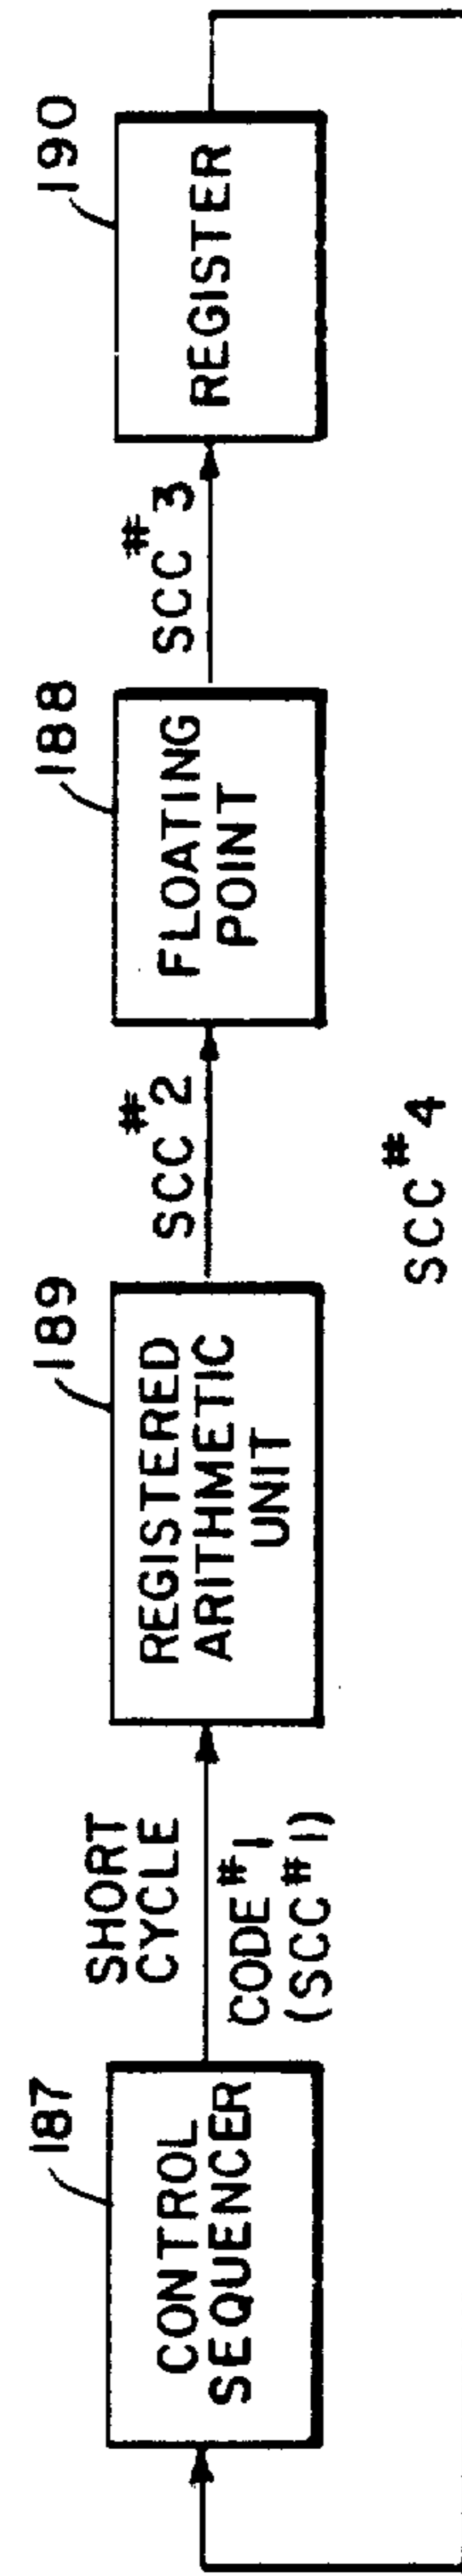 187
CONTROL
SEQUENCER
SHORT
CYCLE
CODE #1
(SCC #1)
189
REGISTERED
ARITHMETIC
UNIT
SCC #2
188
FLOATING
POINT
SCC #3
190
REGISTER
SCC #4